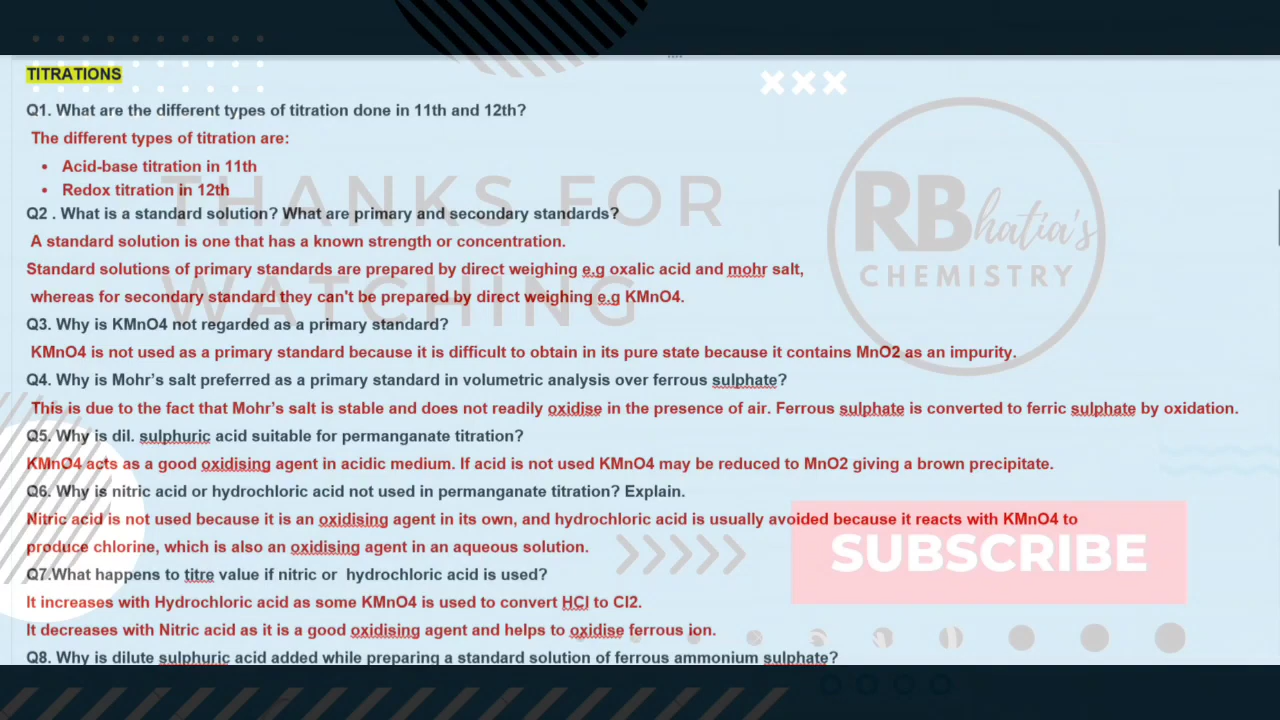 TITRATIONS
Q1. What are the different types of titration done in 11th and 12th?
The different types of titration are:
• Acid-base titration in 11th
• Redox titration in 12th
Q2 . What is a standard solution? What are primary and secondary standards?
A standard solution is one that has a known strength or concentration.
Standard solutions of primary standards are prepared by direct weighing e.g oxalic acid and mohr salt,
whereas for secondary standard they can't be prepared by direct weighing e.g KMnO4.
Q3. Why is KMnO4 not regarded as a primary standard?
KMnO4 is not used as a primary standard because it is difficult to obtain in its pure state because it contains MnO2 as an impurity.
Q4. Why is Mohr's salt preferred as a primary standard in volumetric analysis over ferrous sulphate?
This is due to the fact that Mohr's salt is stable and does not readily oxidise in the presence of air. Ferrous sulphate is converted to ferric sulphate by oxidation.
Q5. Why is dil. sulphuric acid suitable for permanganate titration?
KMnO4 acts as a good oxidising agent in acidic medium. If acid is not used KMnO4 may be reduced to MnO2 giving a brown precipitate.
Q6. Why is nitric acid or hydrochloric acid not used in permanganate titration? Explain.
Nitric acid is not used because it is an oxidising agent in its own, and hydrochloric acid is usually avoided because it reacts with KMnO4 to
produce chlorine, which is also an oxidising agent in an aqueous solution.
Q7.What happens to titre value if nitric or hydrochloric acid is used?
It increases with Hydrochloric acid as some KMnO4 is used to convert HCl to Cl2.
It decreases with Nitric acid as it is a good oxidising agent and helps to oxidise ferrous ion.
Q8. Why is dilute sulphuric acid added while preparing a standard solution of ferrous ammonium sulphate?
THANKS FOR
WATCHING
RBhatia's
CHEMISTRY
SUBSCRIBE